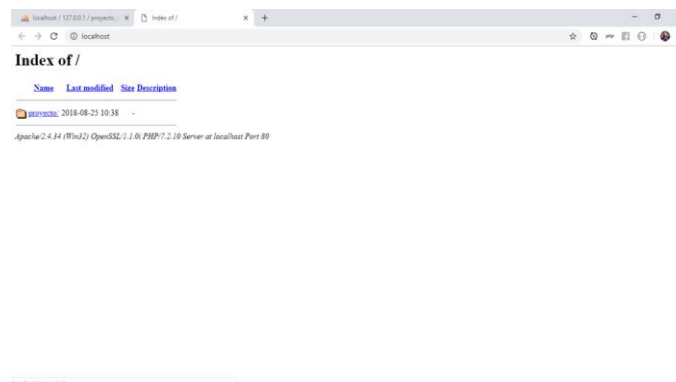 localhost / 127.0.0.1 / proyecto_
Index of /
localhost
Index of /
Name Last modified Size Description
proyecto/ 2018-08-25 10:38 -
Apache/2.4.34 (Win32) OpenSSL/1.1.0i PHP/7.2.10 Server at localhost Port 80